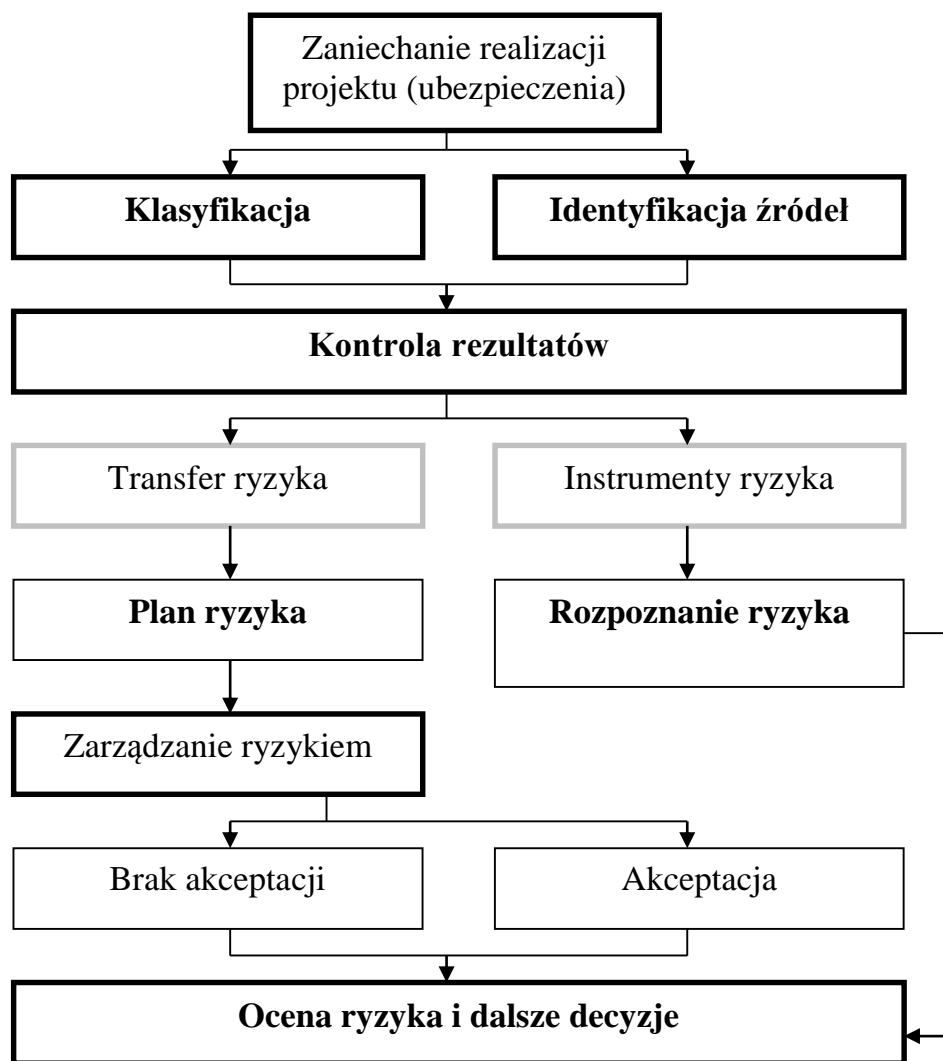 Zaniechanie realizacji
projektu (ubezpieczenia)
Klasyfikacja
Identyfikacja źródeł
Kontrola rezultatów
Transfer ryzyka
Instrumenty ryzyka
Plan ryzyka
Rozpoznanie ryzyka
Zarządzanie ryzykiem
Brak akceptacji
Akceptacja
Ocena ryzyka i dalsze decyzje